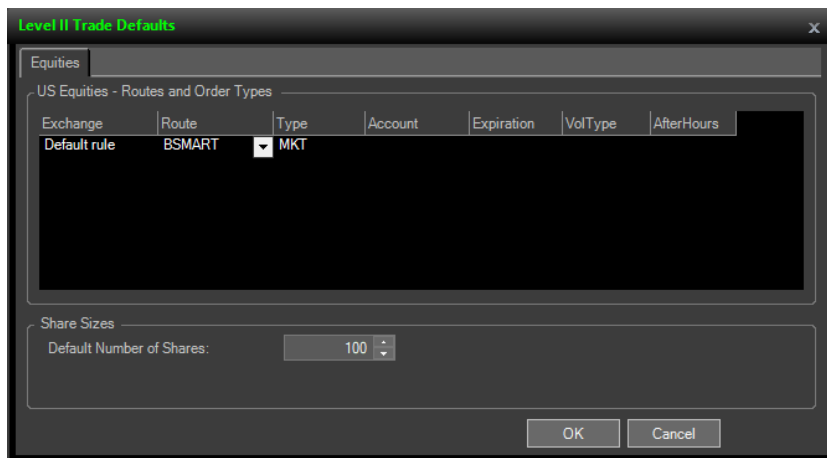 Level II Trade Defaults x
Equities
US Equities - Routes and Order Types
Exchange Route Type Account Expiration VolType AfterHours
Default rule BSMART MKT
Share Sizes
Default Number of Shares: 100
OK Cancel